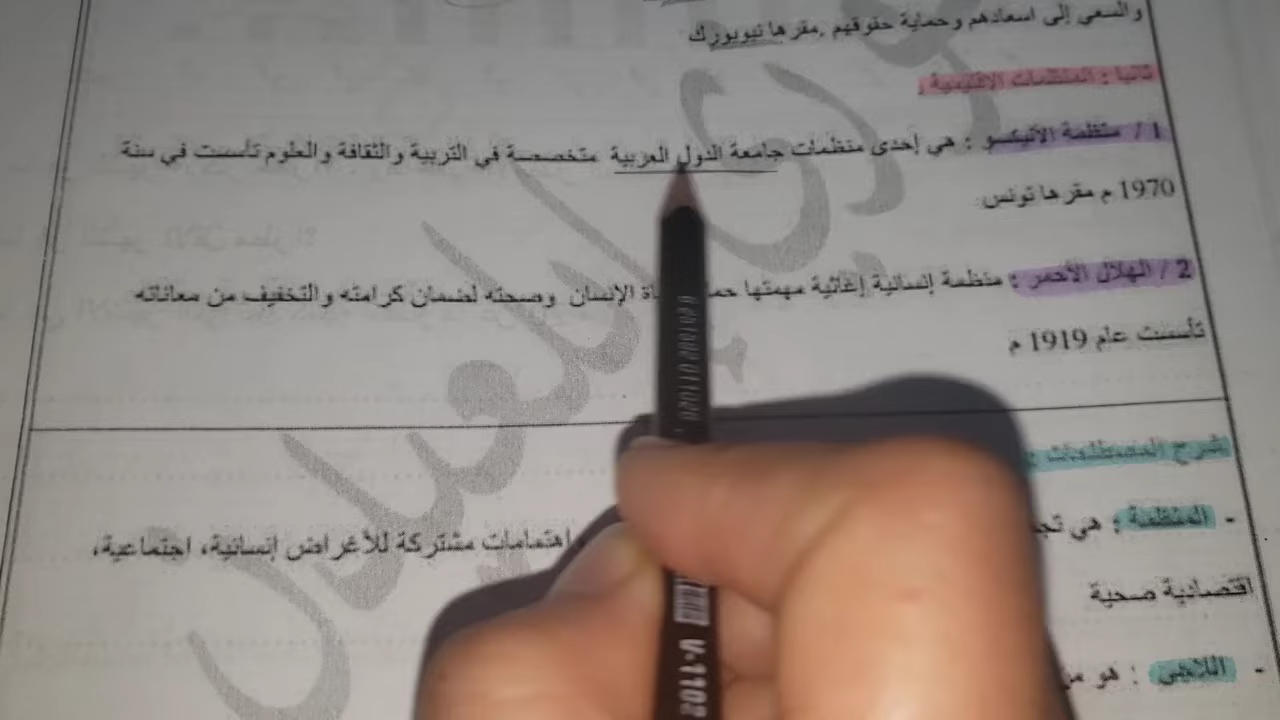 والسعي إلى اسعادهم وحماية حقوقهم .مقرها نيويورك
ثانيا : المنظمات الإقليمية .
1 / منظمة الأليكسو : هي إحدى منظمات جامعة الدول العربية متخصصة في التربية والثقافة والعلوم تأسست في سنة
1970 م مقرها تونس
2 / الهلال الأحمر : منظمة إنسانية إغاثية مهمتها الإنسان وصحته لضمان كرامته والتخفيف من معاناته
تأسست عام 1919 م
شرح المصطلحات :
- المنظمة : هي اهتمامات مشتركة للأغراض إنسانية، اجتماعية،
اقتصادية صحية
- اللاجئ : هو
V-1102